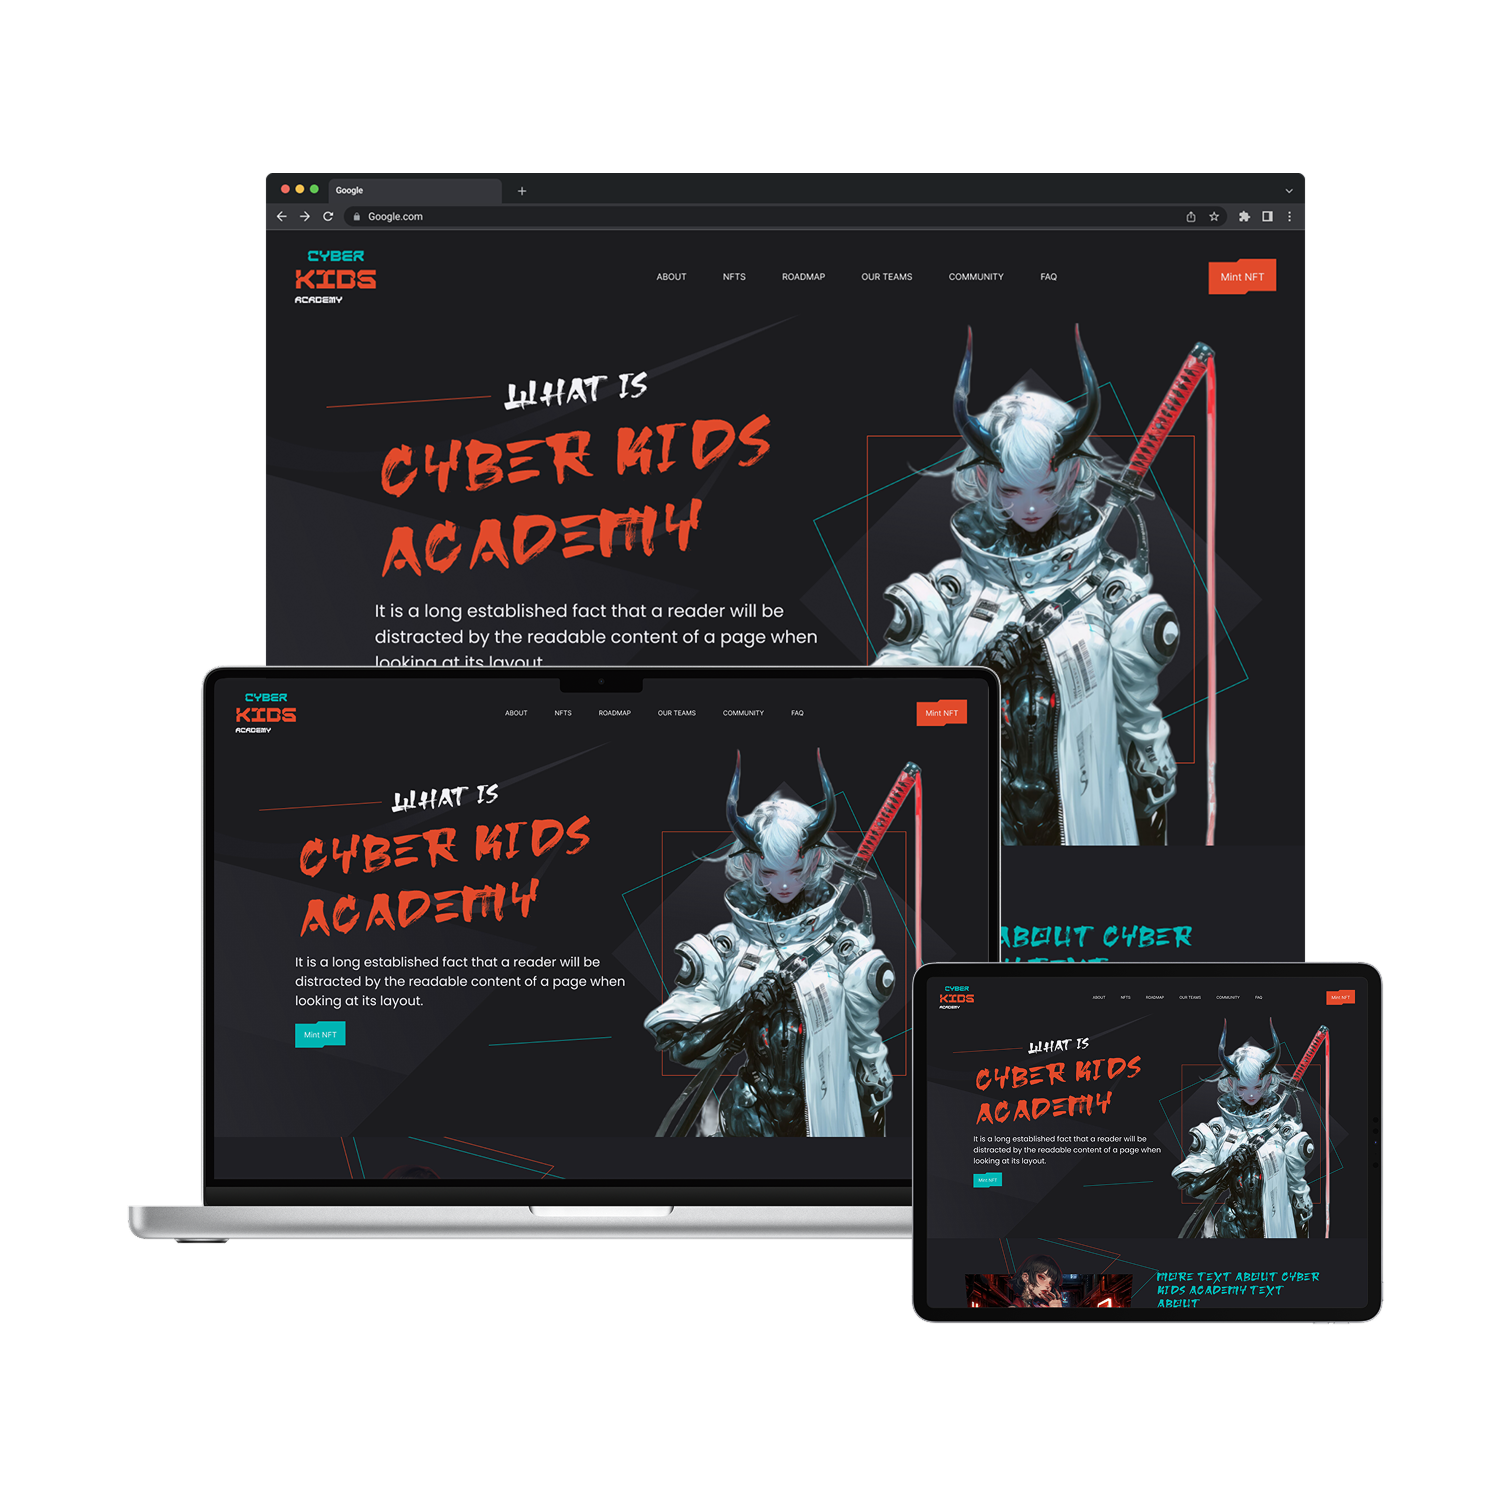 Google
Google.com
CYBER
KIDS
ACADEMY
ABOUT NFTS ROADMAP OUR TEAMS COMMUNITY FAQ
Mint NFT
WHAT IS
CYBER KIDS
ACADEMY
It is a long established fact that a reader will be
distracted by the readable content of a page when
looking at its layout
ABOUT CYBER
TEXT
CYBER
KIDS
ACADEMY
ABOUT NFTS ROADMAP OUR TEAMS COMMUNITY FAQ
Mint NFT
WHAT IS
CYBER KIDS
ACADEMY
It is a long established fact that a reader will be
distracted by the readable content of a page when
looking at its layout.
Mint NFT
CYBER
KIDS
ACADEMY
ABOUT NFTS ROADMAP OUR TEAMS COMMUNITY FAQ
Mint NFT
WHAT IS
CYBER KIDS
ACADEMY
It is a long established fact that a reader will be
distracted by the readable content of a page when
looking at its layout.
Mint NFT
MORE TEXT ABOUT CYBER
KIDS ACADEMY TEXT
ABOUT